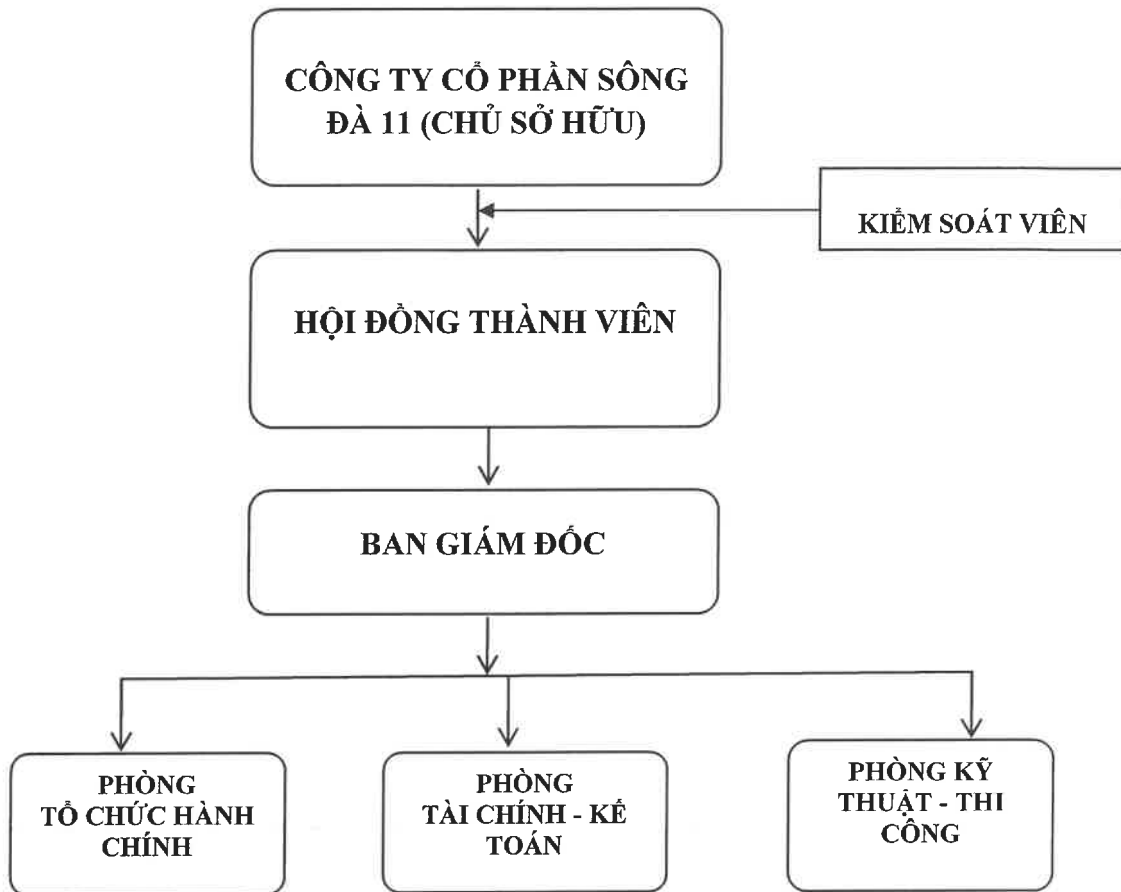 CÔNG TY CỔ PHẦN SÔNG
ĐÀ 11 (CHỦ SỞ HỮU)
KIỂM SOÁT VIÊN
HỘI ĐỒNG THÀNH VIÊN
BAN GIÁM ĐỐC
PHÒNG
TỔ CHỨC HÀNH
CHÍNH
PHÒNG
TÀI CHÍNH - KẾ
TOÁN
PHÒNG KỸ
THUẬT - THI
CÔNG